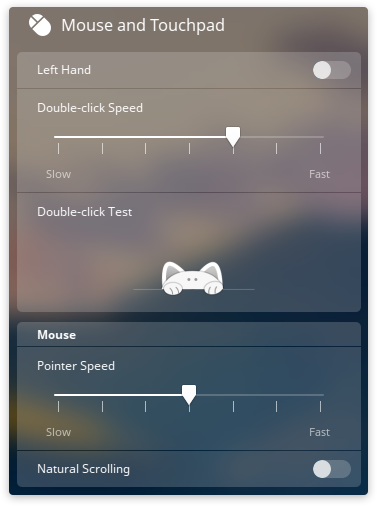 Mouse and Touchpad
Left Hand
Double-click Speed
Slow Fast
Double-click Test
Mouse
Pointer Speed
Slow Fast
Natural Scrolling